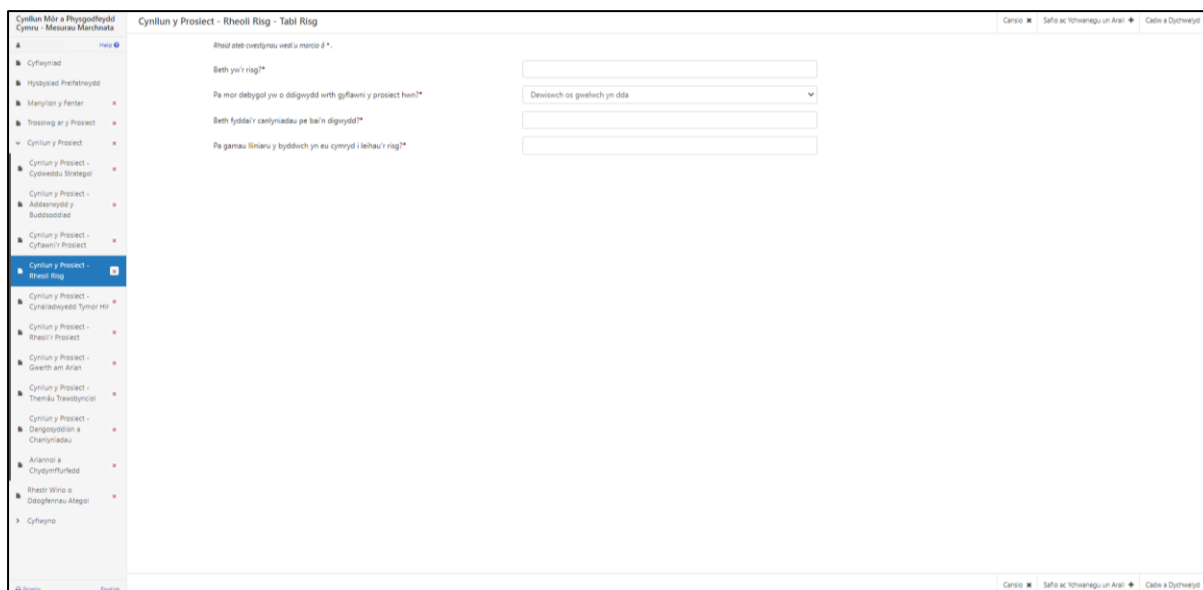 Cynllun Môr a Physgodfeydd
Cymru - Mesurau Marchnata
Help
Cyflwyniad
Hysbysiad Preifatrwydd
Manylion y Fenter
Trosolwg ar y Prosiect
Cynllun y Prosiect
Cynllun y Prosiect -
Cydweddu Strategol
Cynllun y Prosiect -
Addasrwydd y
Buddsoddiad
Cynllun y Prosiect -
Cyflawni'r Prosiect
Cynllun y Prosiect -
Rheoli Risg
Cynllun y Prosiect -
Cynaliadwyedd Tymor Hir
Cynllun y Prosiect -
Rheoli'r Prosiect
Cynllun y Prosiect -
Gwerth am Arian
Cynllun y Prosiect -
Themâu Trawsbynciol
Cynllun y Prosiect -
Dangosyddion a
Chanlyniadau
Ariannol a
Chydymffurfedd
Rhestr Wirio o
Ddogfennau Ategol
Cyflwyno
English
Cynllun y Prosiect - Rheoli Risg - Tabl Risg
Canslo
Safio ac Ychwanegu un Arall
Cadw a Dychwelyd
Rhaid ateb cwestiynau wedi'u marcio â *.
Beth yw'r risg?*
Pa mor debygol yw o ddigwydd wrth gyflawni y prosiect hwn?*
Dewiswch os gwelwch yn dda
Beth fyddai'r canlyniadau pe bai'n digwydd?*
Pa gamau lliniaru y byddwch yn eu cymryd i leihau'r risg?*
Canslo
Safio ac Ychwanegu un Arall
Cadw a Dychwelyd